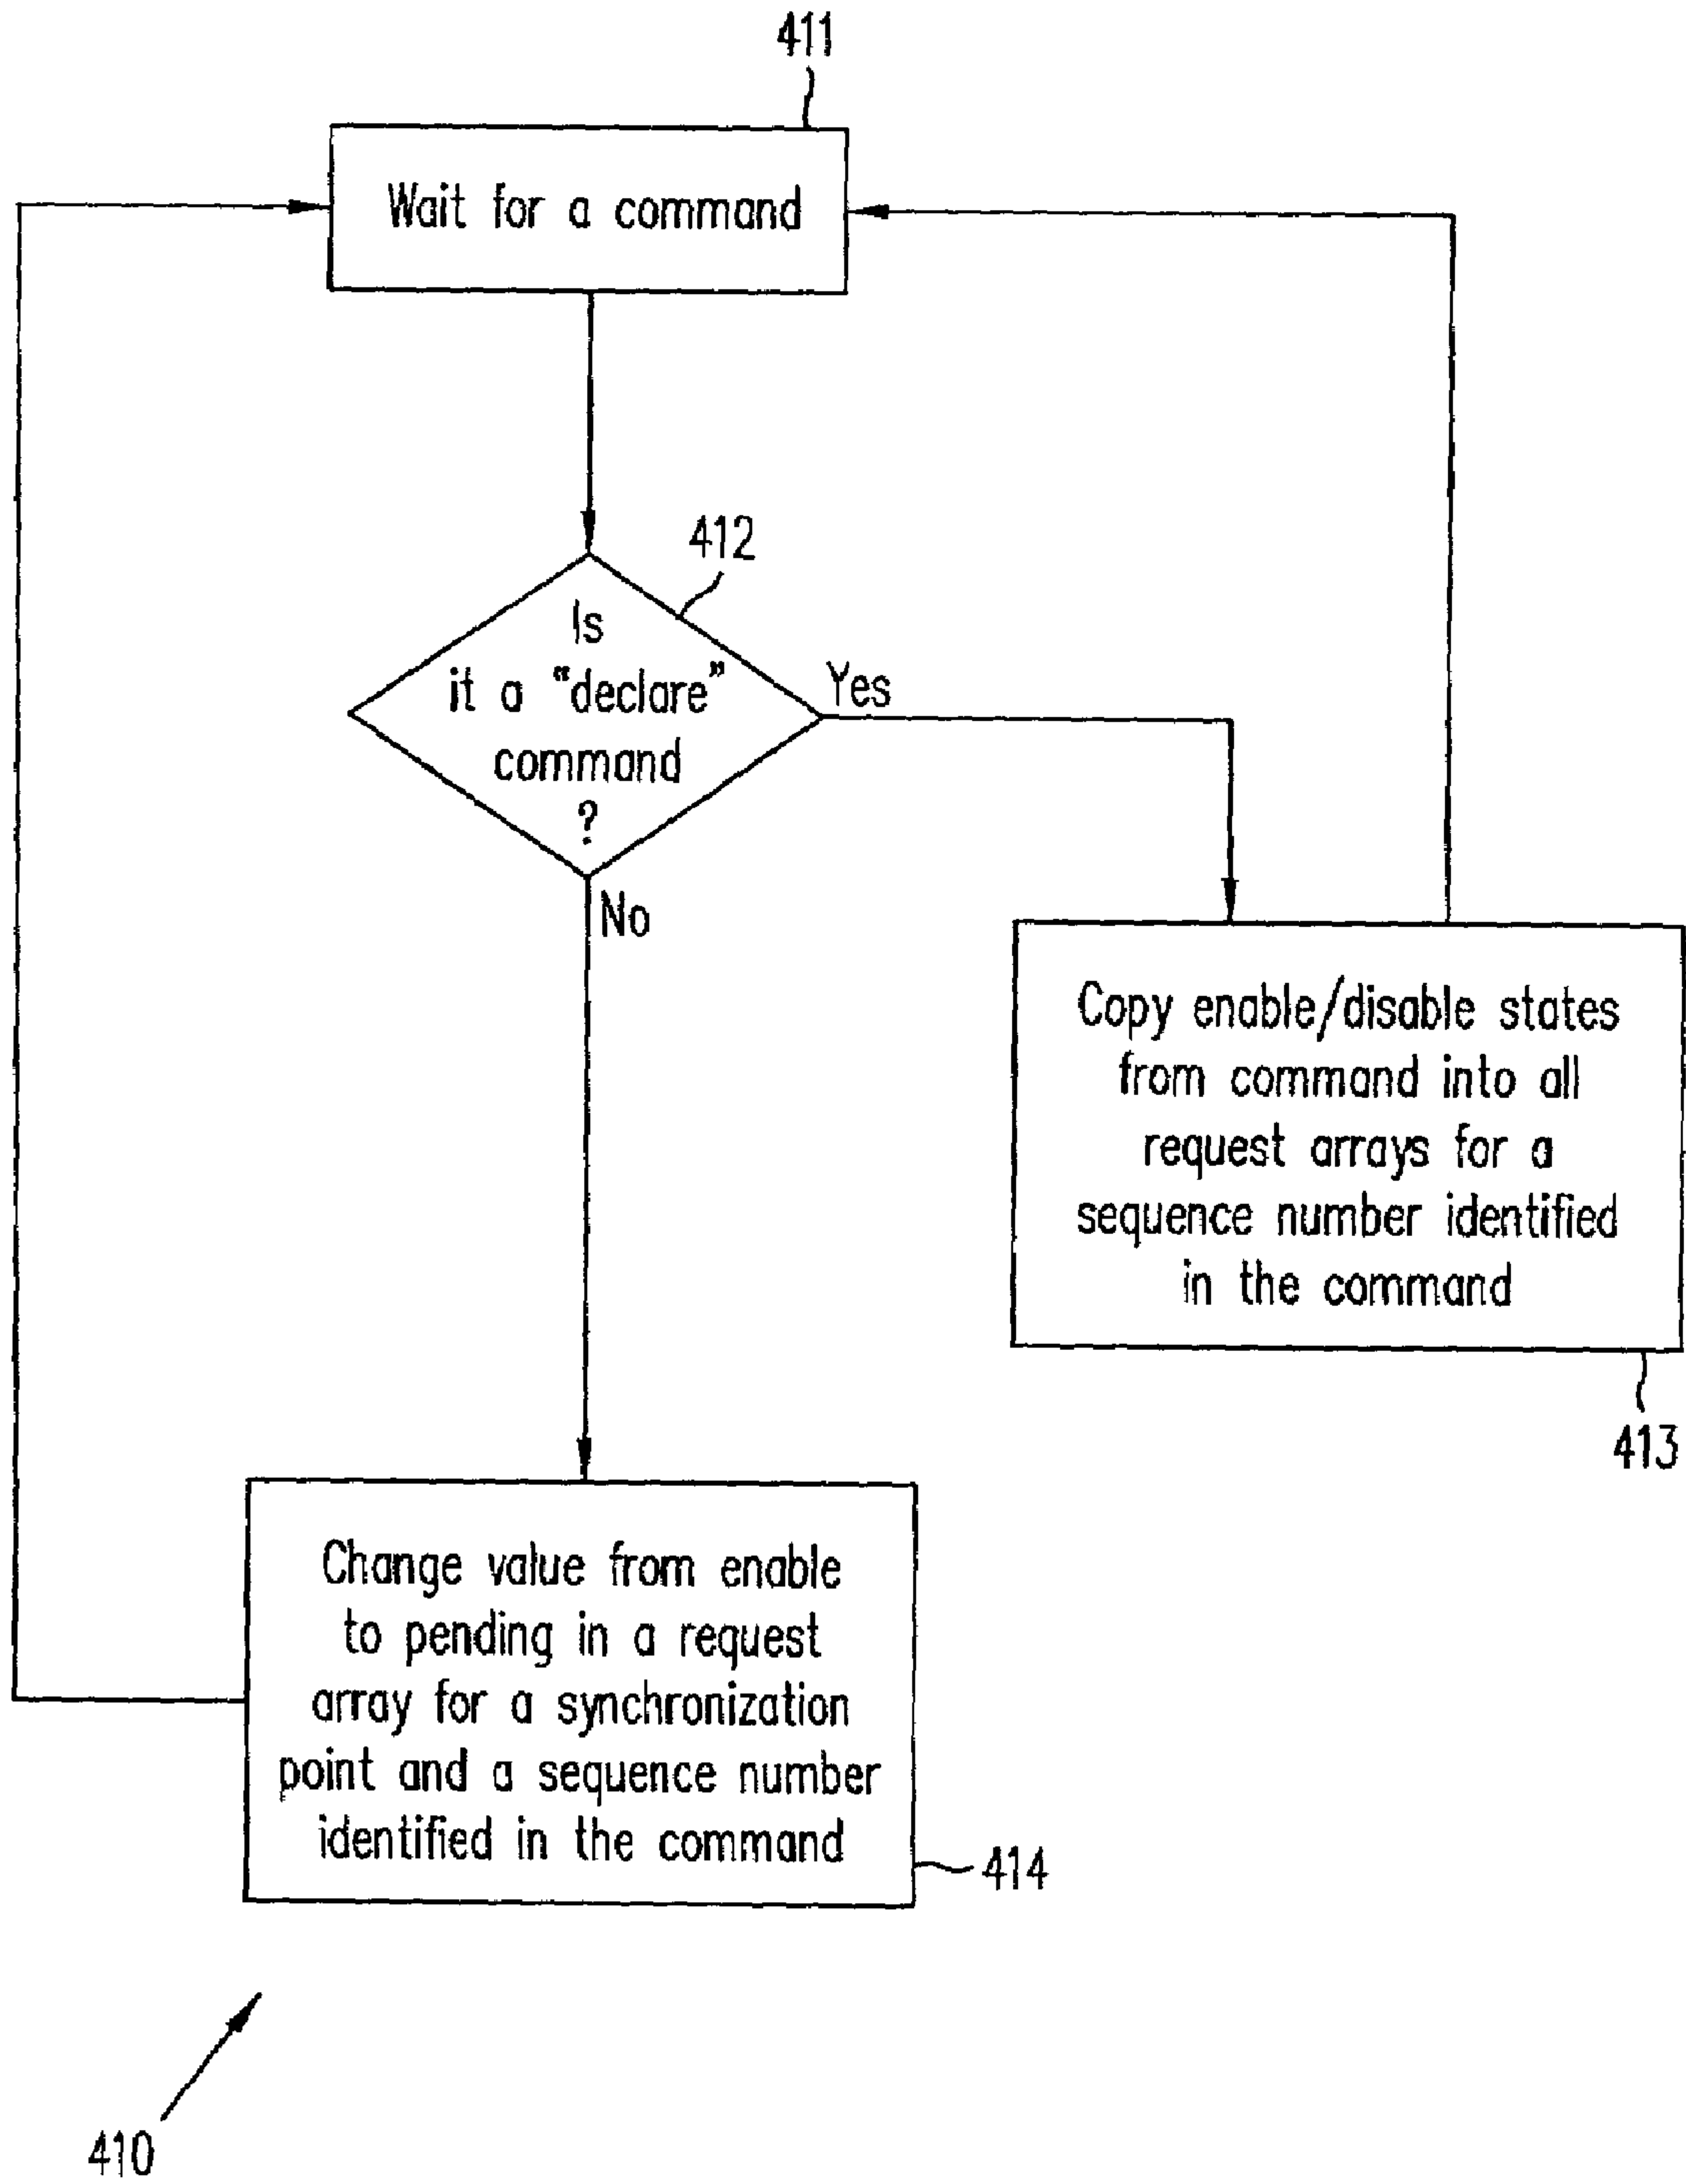 411
Wait for a command
412
Is
it a "declare"
command
?
Yes
No
Copy enable/disable states
from command into all
request arrays for a
sequence number identified
in the command
413
Change value from enable
to pending in a request
array for a synchronization
point and a sequence number
identified in the command
414
410